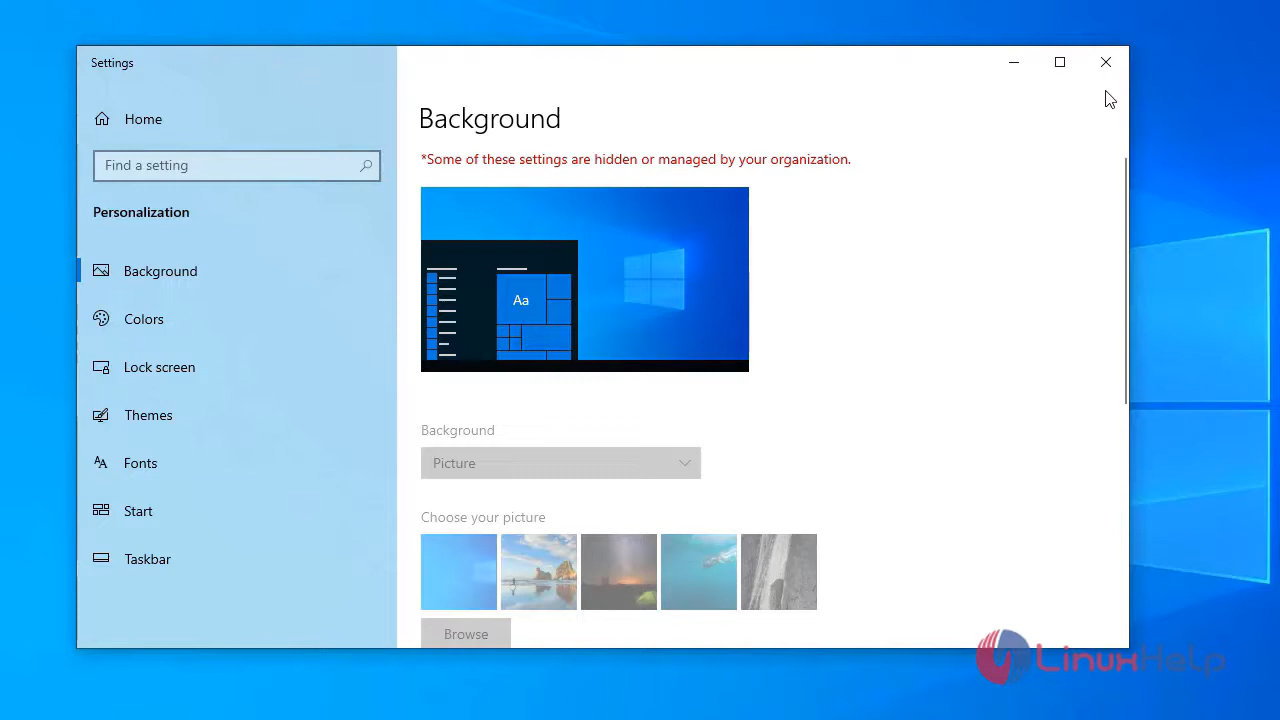 Settings
Home
Find a setting
Personalization
Background
Colors
Lock screen
Themes
Fonts
Start
Taskbar
Background
*Some of these settings are hidden or managed by your organization.
Aa
Background
Picture
Choose your picture
Browse
LinuxHelp